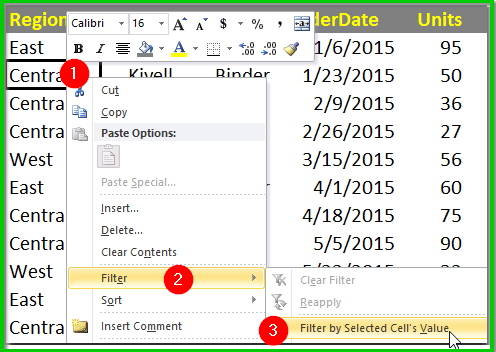 Region derDate Units
Calibri 16 A A $ % ,
B I A
East 1/6/2015 95
1
Centra Kivell Binder 1/23/2015 50
Cut
Centra 2/9/2015 36
Copy
Centra 2/26/2015 27
Paste Options:
West 3/15/2015 56
Paste Special...
East 4/1/2015 60
Insert...
Centra 4/18/2015 75
Delete...
Centra 5/5/2015 90
Clear Contents
West
Filter 2
East
Clear Filter
Sort
Reapply
Centra
Insert Comment
3 Filter by Selected Cell's Value